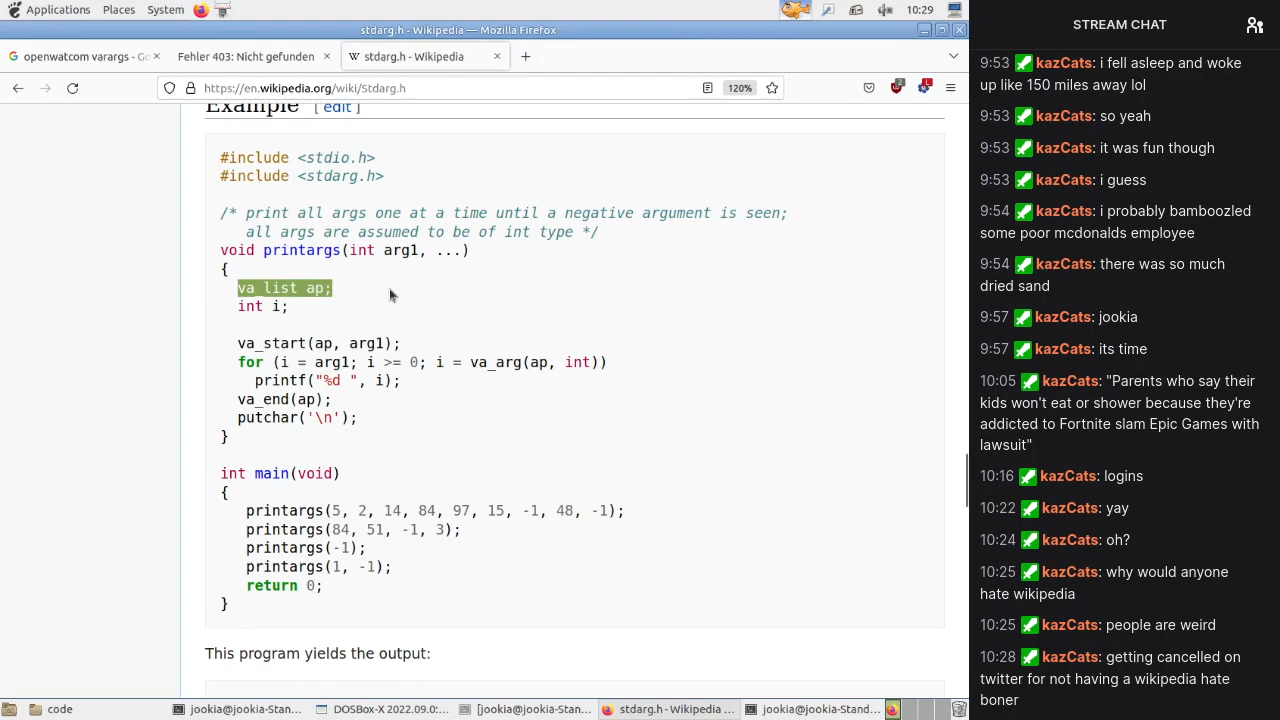 Applications Places System 10:29
stdarg.h - Wikipedia — Mozilla Firefox
openwatcom varargs - Go
Fehler 403: Nicht gefunden
stdarg.h - Wikipedia
https://en.wikipedia.org/wiki/Stdarg.h
120%
2
Example [ edit ]
#include <stdio.h>
#include <stdarg.h>
/* print all args one at a time until a negative argument is seen;
all args are assumed to be of int type */
void printargs(int arg1, ...)
{
va_list ap;
int i;
va_start(ap, arg1);
for (i = arg1; i >= 0; i = va_arg(ap, int))
printf("%d ", i);
va_end(ap);
putchar('\n');
}
int main(void)
{
printargs(5, 2, 14, 84, 97, 15, -1, 48, -1);
printargs(84, 51, -1, 3);
printargs(-1);
printargs(1, -1);
return 0;
}
This program yields the output:
code
jookia@jookia-Stan...
DOSBox-X 2022.09.0:...
[jookia@jookia-Stan...
stdarg.h - Wikipedia ...
jookia@jookia-Stand...
STREAM CHAT
9:53 kazCats: i fell asleep and woke
up like 150 miles away lol
9:53 kazCats: so yeah
9:53 kazCats: it was fun though
9:53 kazCats: i guess
9:54 kazCats: i probably bamboozled
some poor mcdonalds employee
9:54 kazCats: there was so much
dried sand
9:57 kazCats: jookia
9:57 kazCats: its time
10:05 kazCats: "Parents who say their
kids won't eat or shower because they're
addicted to Fortnite slam Epic Games with
lawsuit"
10:16 kazCats: logins
10:22 kazCats: yay
10:24 kazCats: oh?
10:25 kazCats: why would anyone
hate wikipedia
10:25 kazCats: people are weird
10:28 kazCats: getting cancelled on
twitter for not having a wikipedia hate
boner